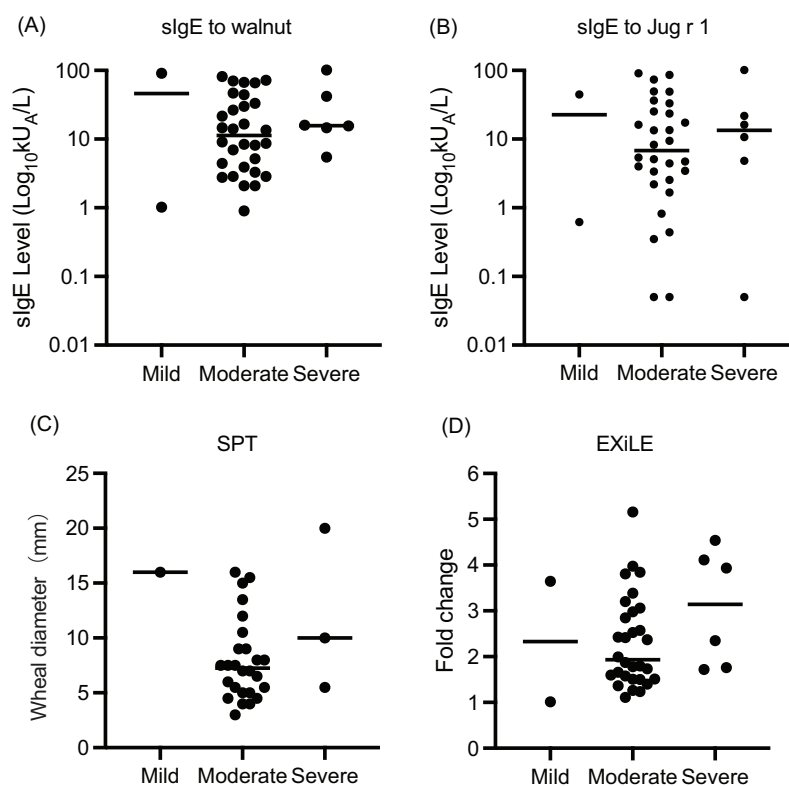 (A)
sIgE to walnut
sIgE Level (Log10kUA/L)
100
10
1
0.1
0.01
Mild Moderate Severe
(B)
sIgE to Jug r 1
sIgE Level (Log10kUA/L)
100
10
1
0.1
0.01
Mild Moderate Severe
(C)
SPT
Wheal diameter（mm）
25
20
15
10
5
0
Mild Moderate Severe
(D)
EXiLE
Fold change
6
5
4
3
2
1
0
Mild Moderate Severe